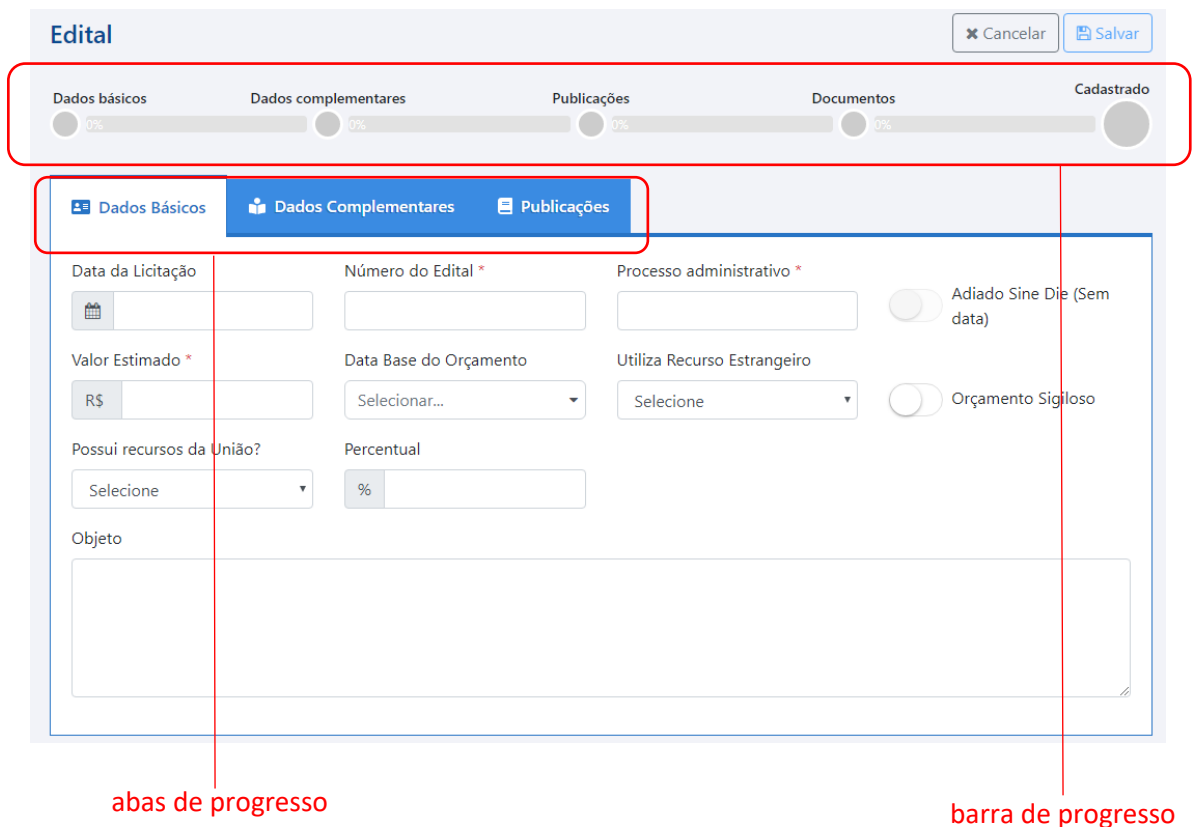 Edital
Cancelar
Salvar
Dados básicos
Dados complementares
Publicações
Documentos
Cadastrado
0%
0%
0%
0%
Dados Básicos
Dados Complementares
Publicações
Data da Licitação
Número do Edital *
Processo administrativo *
Adiado Sine Die (Sem
data)
Valor Estimado *
Data Base do Orçamento
Utiliza Recurso Estrangeiro
R$
Selecionar...
Selecione
Orçamento Sigiloso
Possui recursos da União?
Percentual
Selecione
%
Objeto
abas de progresso
barra de progresso